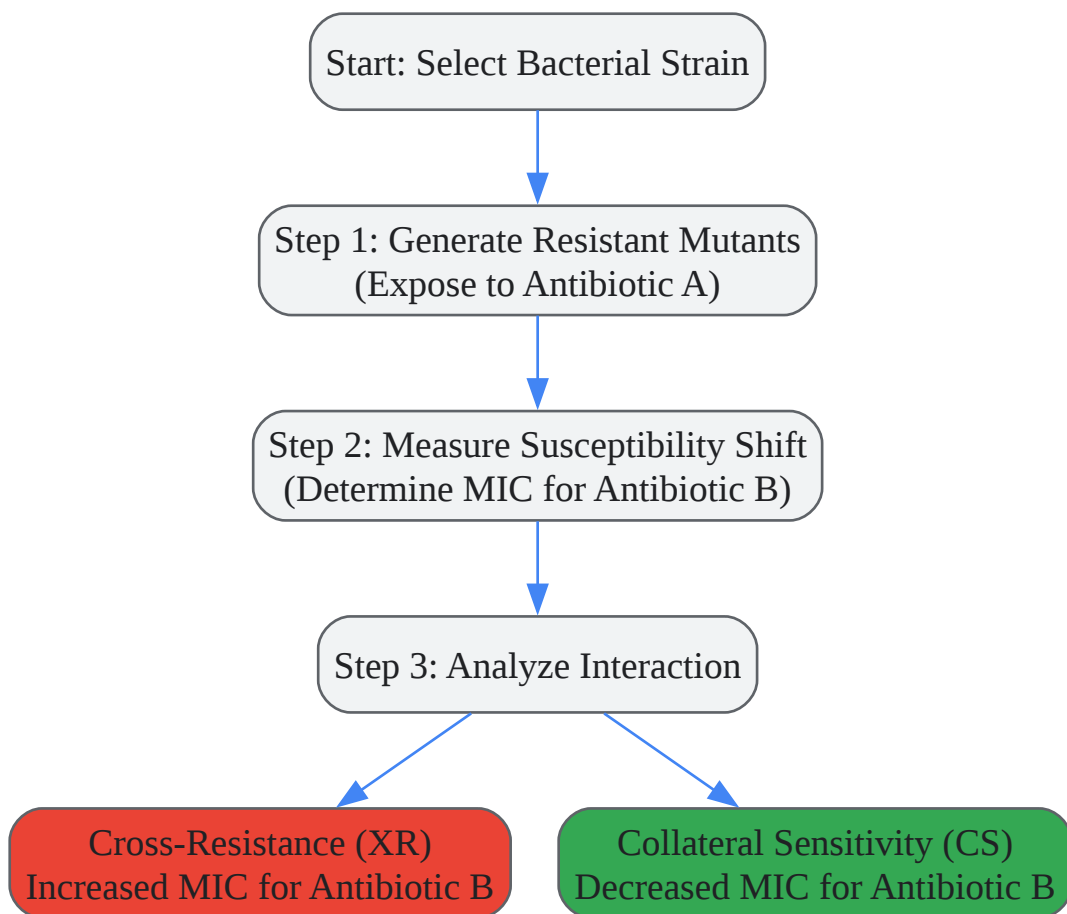 Start: Select Bacterial Strain
Step 1: Generate Resistant Mutants
(Expose to Antibiotic A)
Step 2: Measure Susceptibility Shift
(Determine MIC for Antibiotic B)
Step 3: Analyze Interaction
Cross-Resistance (XR)
Increased MIC for Antibiotic B
Collateral Sensitivity (CS)
Decreased MIC for Antibiotic B